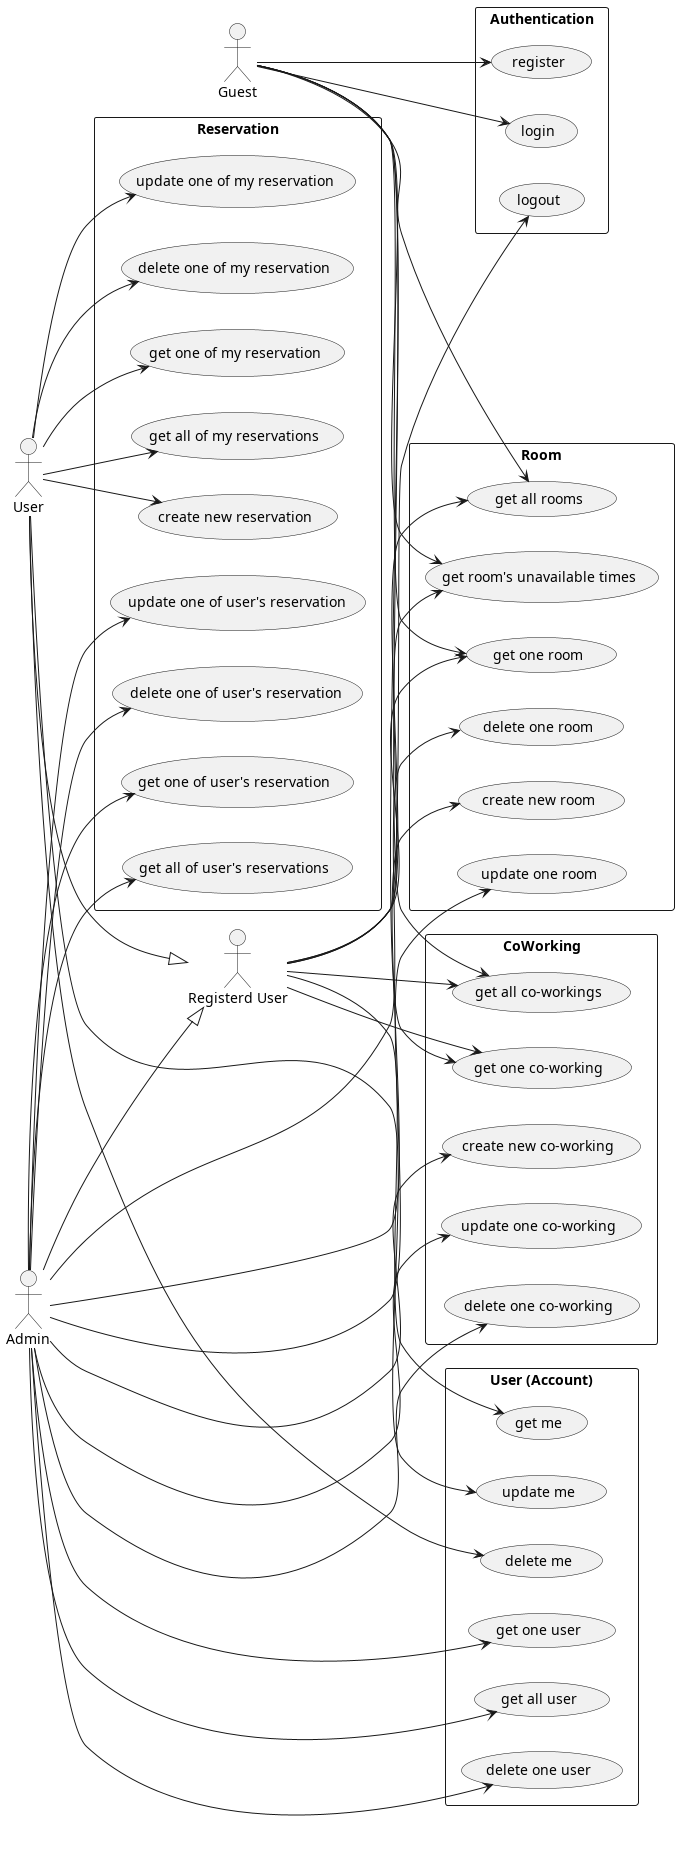 Authentication
register
Guest
login
Reservation
update one of my reservation
logout
delete one of my reservation
get one of my reservation
get all of my reservations
User
create new reservation
update one of user's reservation
delete one of user's reservation
get one of user's reservation
get all of user's reservations
Room
get all rooms
get room's unavailable times
get one room
delete one room
create new room
update one room
CoWorking
Registerd User
get all co-workings
get one co-working
create new co-working
update one co-working
delete one co-working
Admin
User (Account)
get me
update me
delete me
get one user
get all user
delete one user